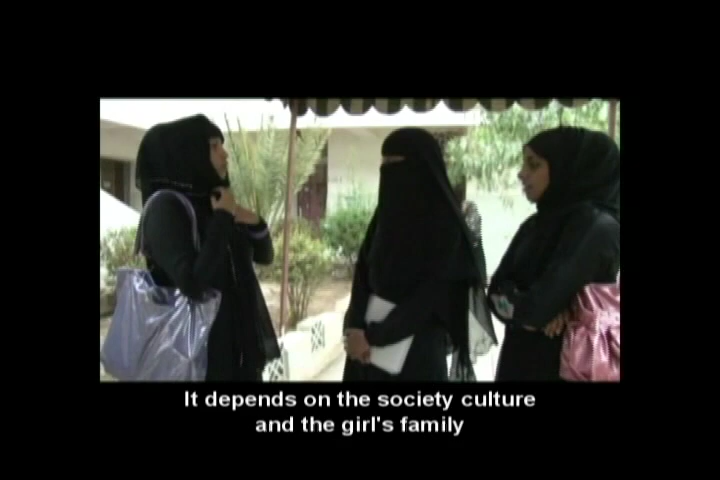 It depends on the society culture
and the girl's family